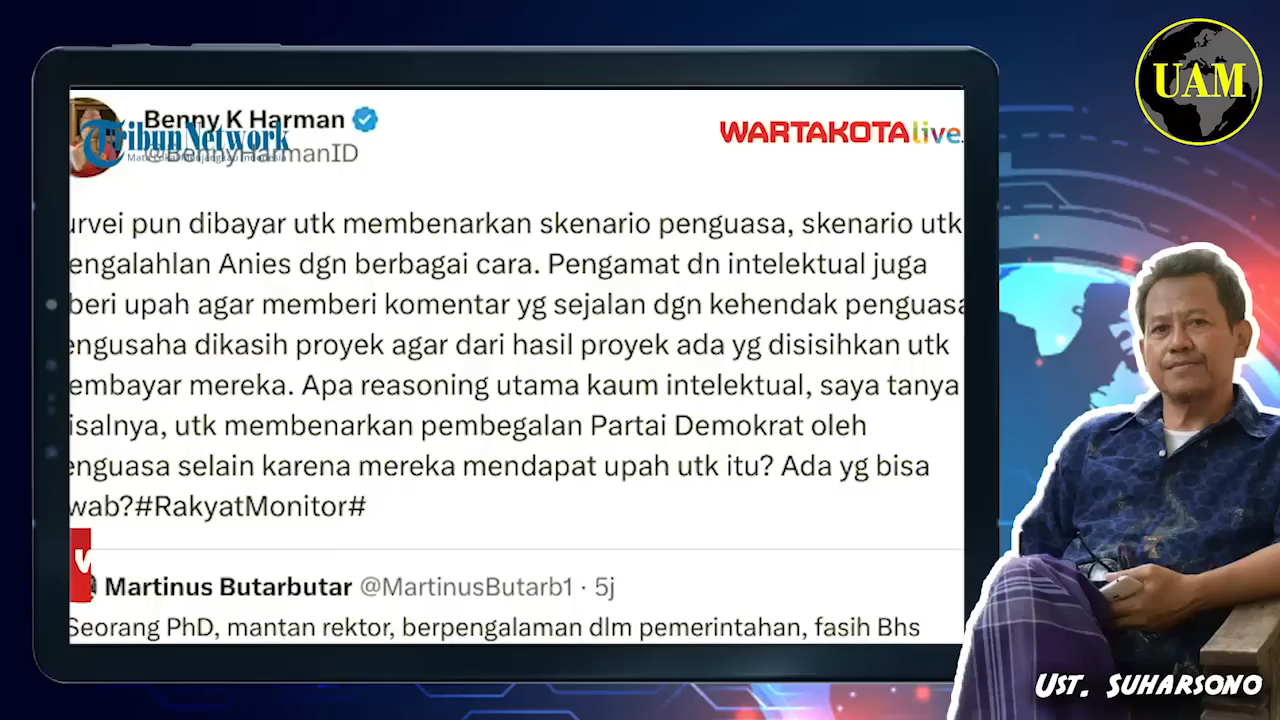 UAM
Benny K Harman
Tribun Network
@BennyHarmanID
WARTAKOTAlive.
urvei pun dibayar utk membenarkan skenario penguasa, skenario utk
engalahlan Anies dgn berbagai cara. Pengamat dn intelektual juga
beri upah agar memberi komentar yg sejalan dgn kehendak penguasa
engusaha dikasih proyek agar dari hasil proyek ada yg disisihkan utk
embayar mereka. Apa reasoning utama kaum intelektual, saya tanya
isalnya, utk membenarkan pembegalan Partai Demokrat oleh
enguasa selain karena mereka mendapat upah utk itu? Ada yg bisa
wab?#RakyatMonitor#
Martinus Butarbutar @MartinusButarb1 · 5j
Seorang PhD, mantan rektor, berpengalaman dlm pemerintahan, fasih Bhs
Ust. Suharsono